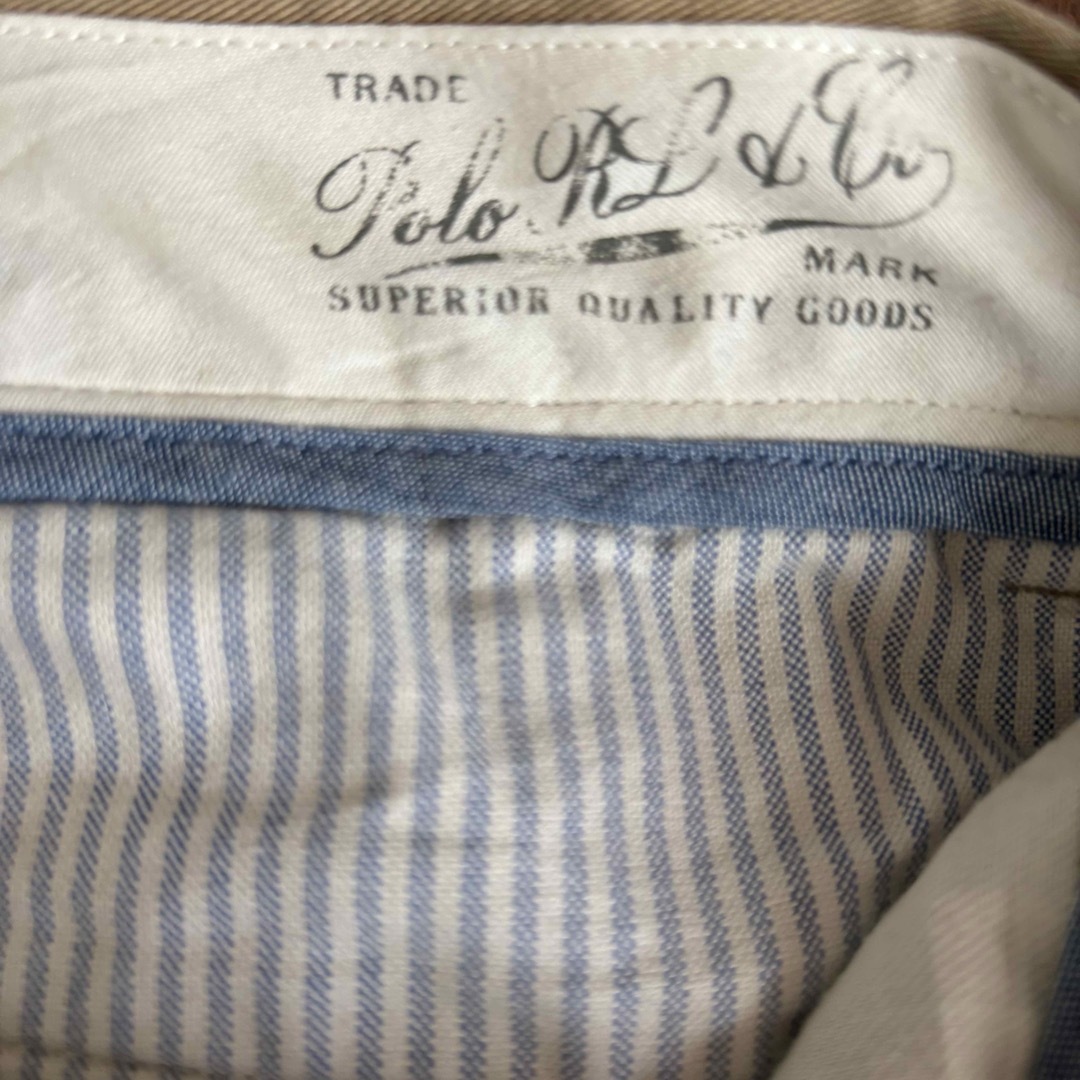 TRADE
Polo RL & Co
MARK
SUPERIOR QUALITY GOODS